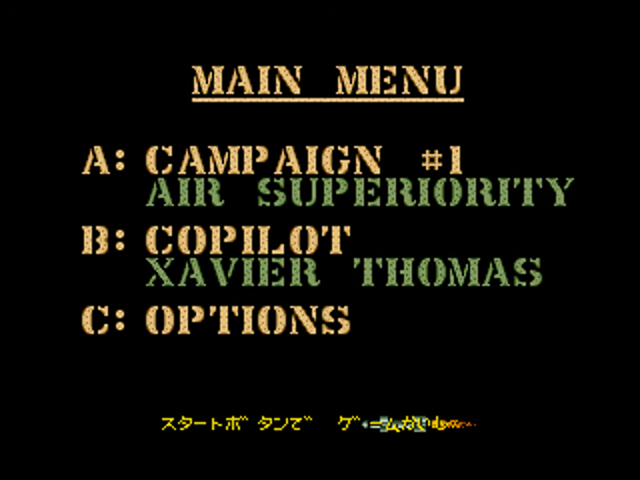 MAIN MENU
A: CAMPAIGN #1
AIR SUPERIORITY
B: COPILOT
XAVIER THOMAS
C: OPTIONS
スタートボタンで